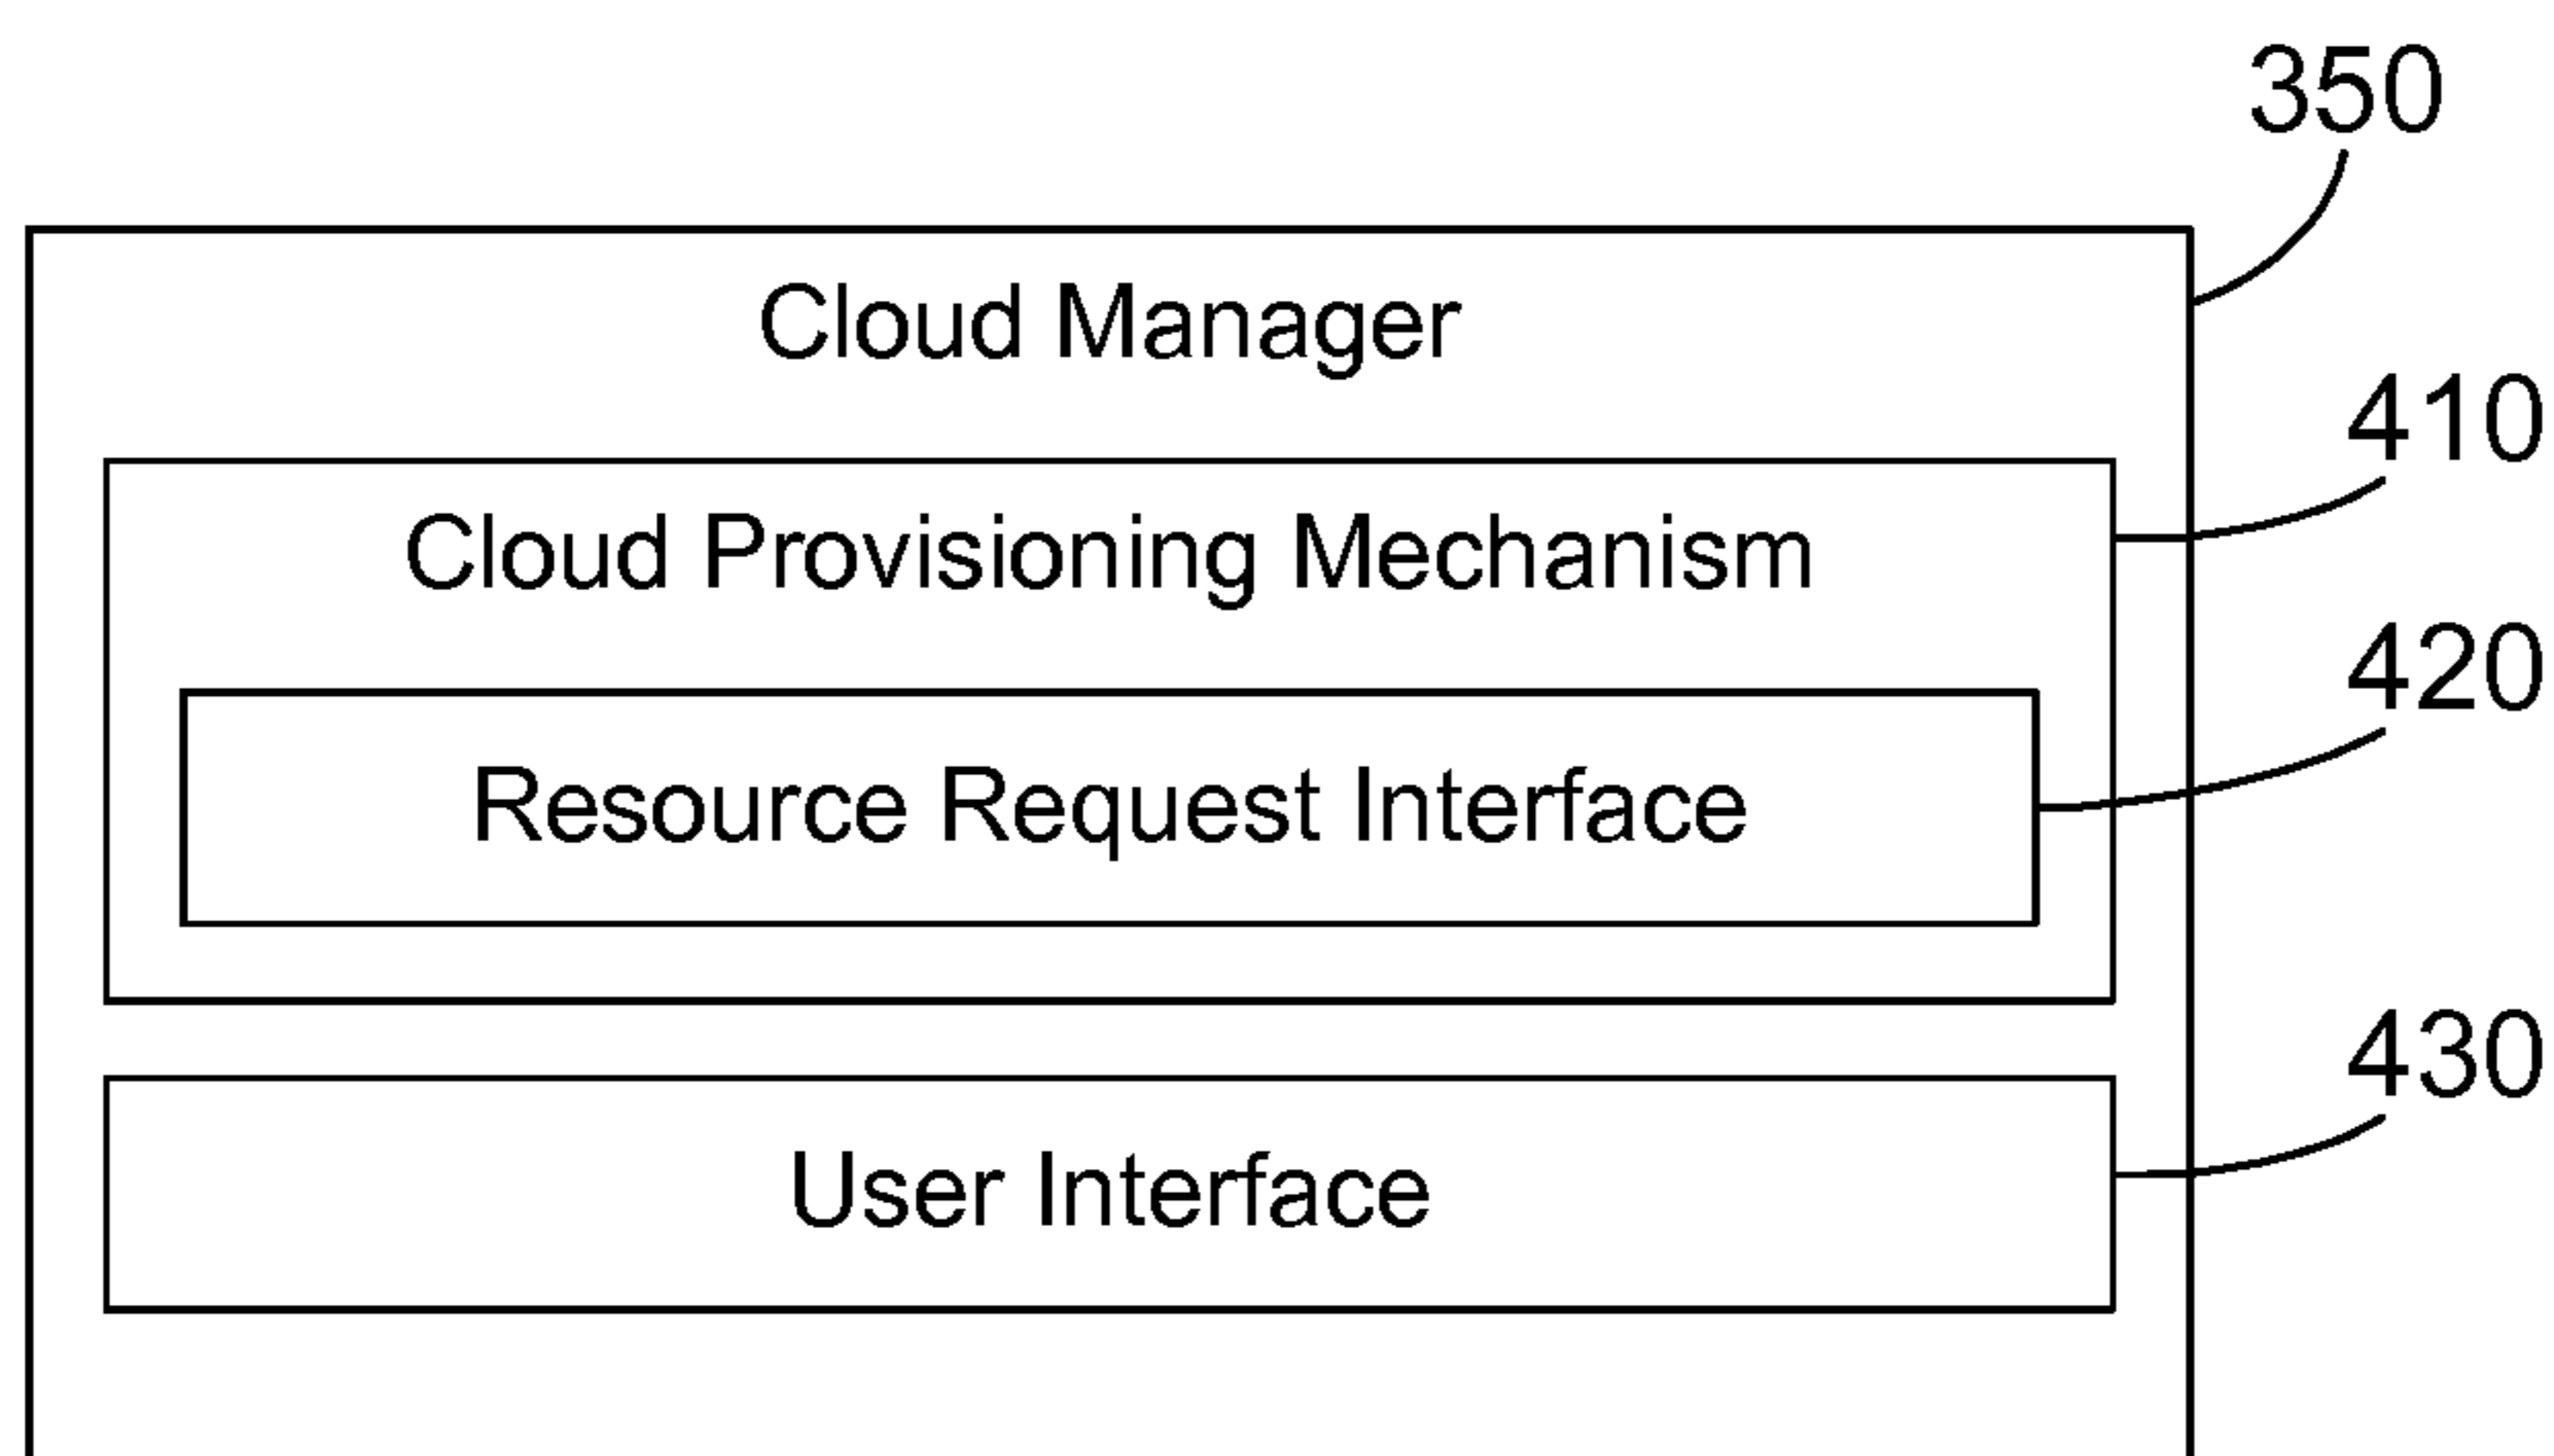 350
Cloud Manager
410
Cloud Provisioning Mechanism
420
Resource Request Interface
430
User Interface